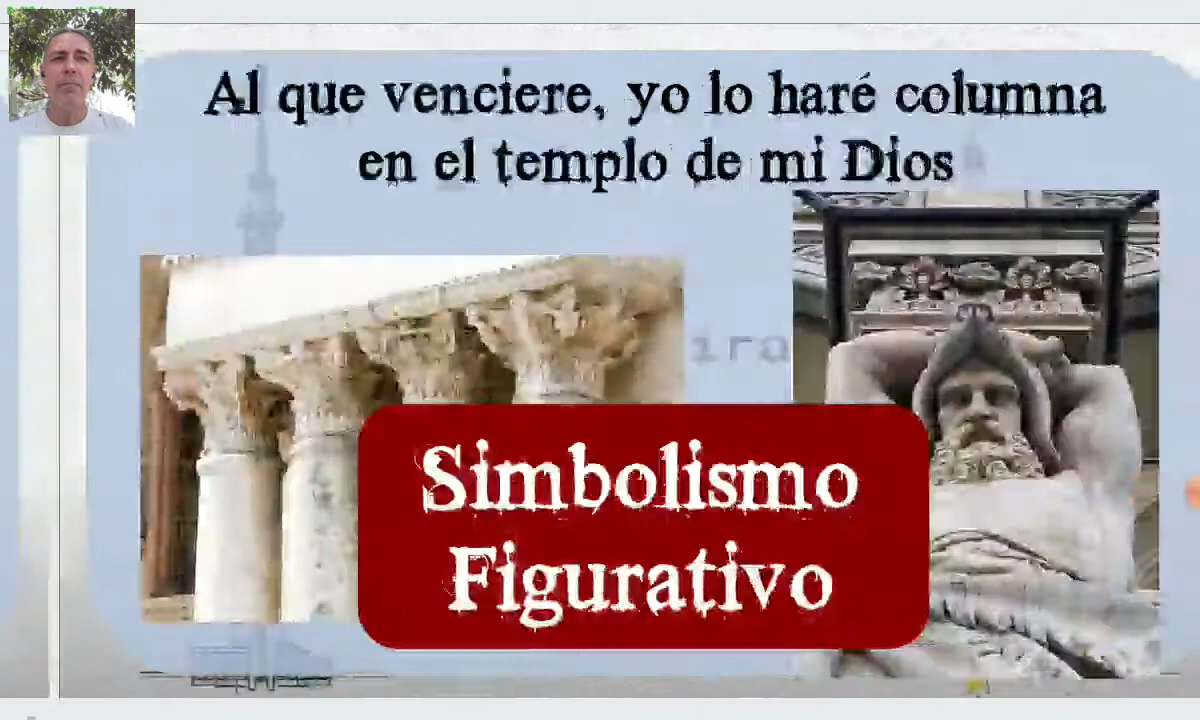 Al que venciere, yo lo haré columna
en el templo de mi Dios
Simbolismo
Figurativo